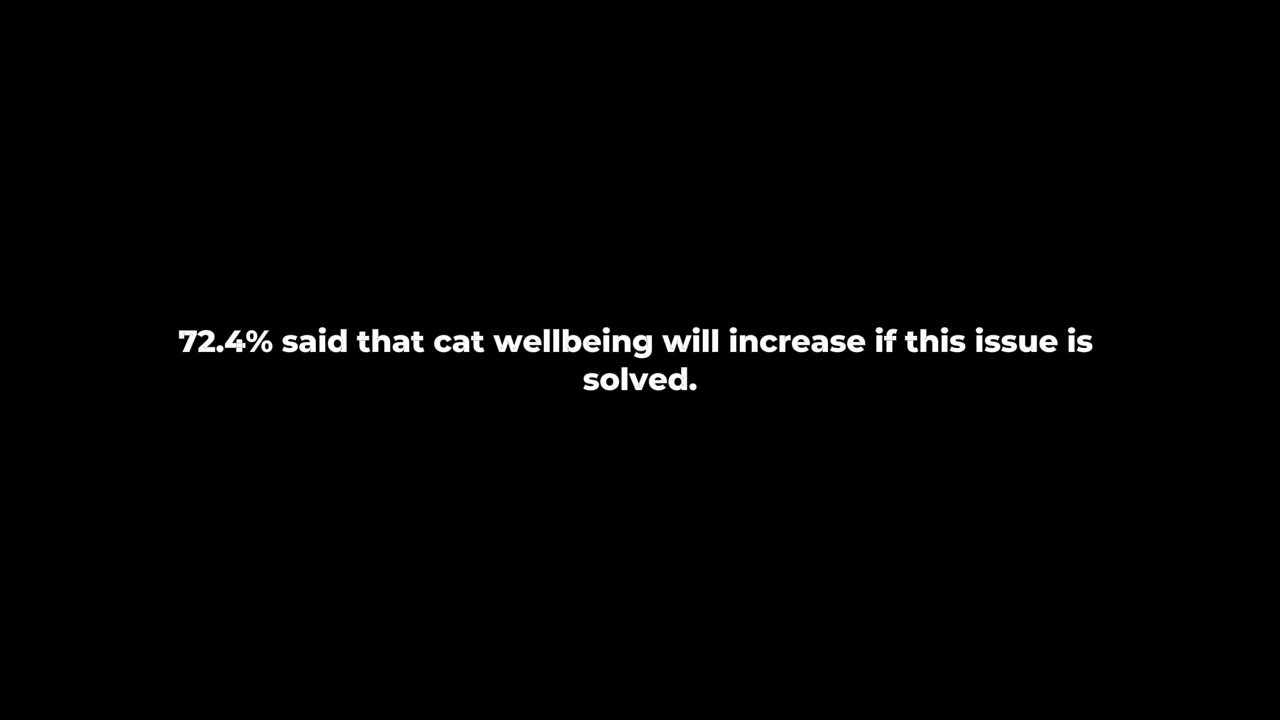 72.4% said that cat wellbeing will increase if this issue is
solved.